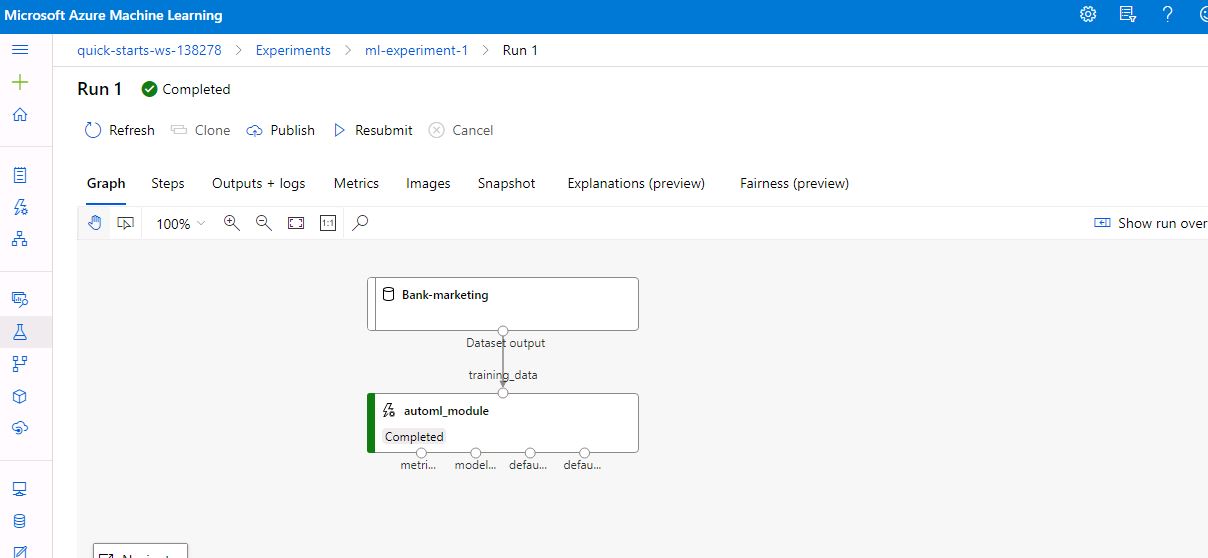 Microsoft Azure Machine Learning
quick-starts-ws-138278 > Experiments > ml-experiment-1 > Run 1
Run 1 Completed
Refresh Clone Publish Resubmit Cancel
Graph Steps Outputs + logs Metrics Images Snapshot Explanations (preview) Fairness (preview)
100% 1:1 Show run over
Bank-marketing
Dataset output
training_data
automl_module
Completed
metri... model... defau... defau...